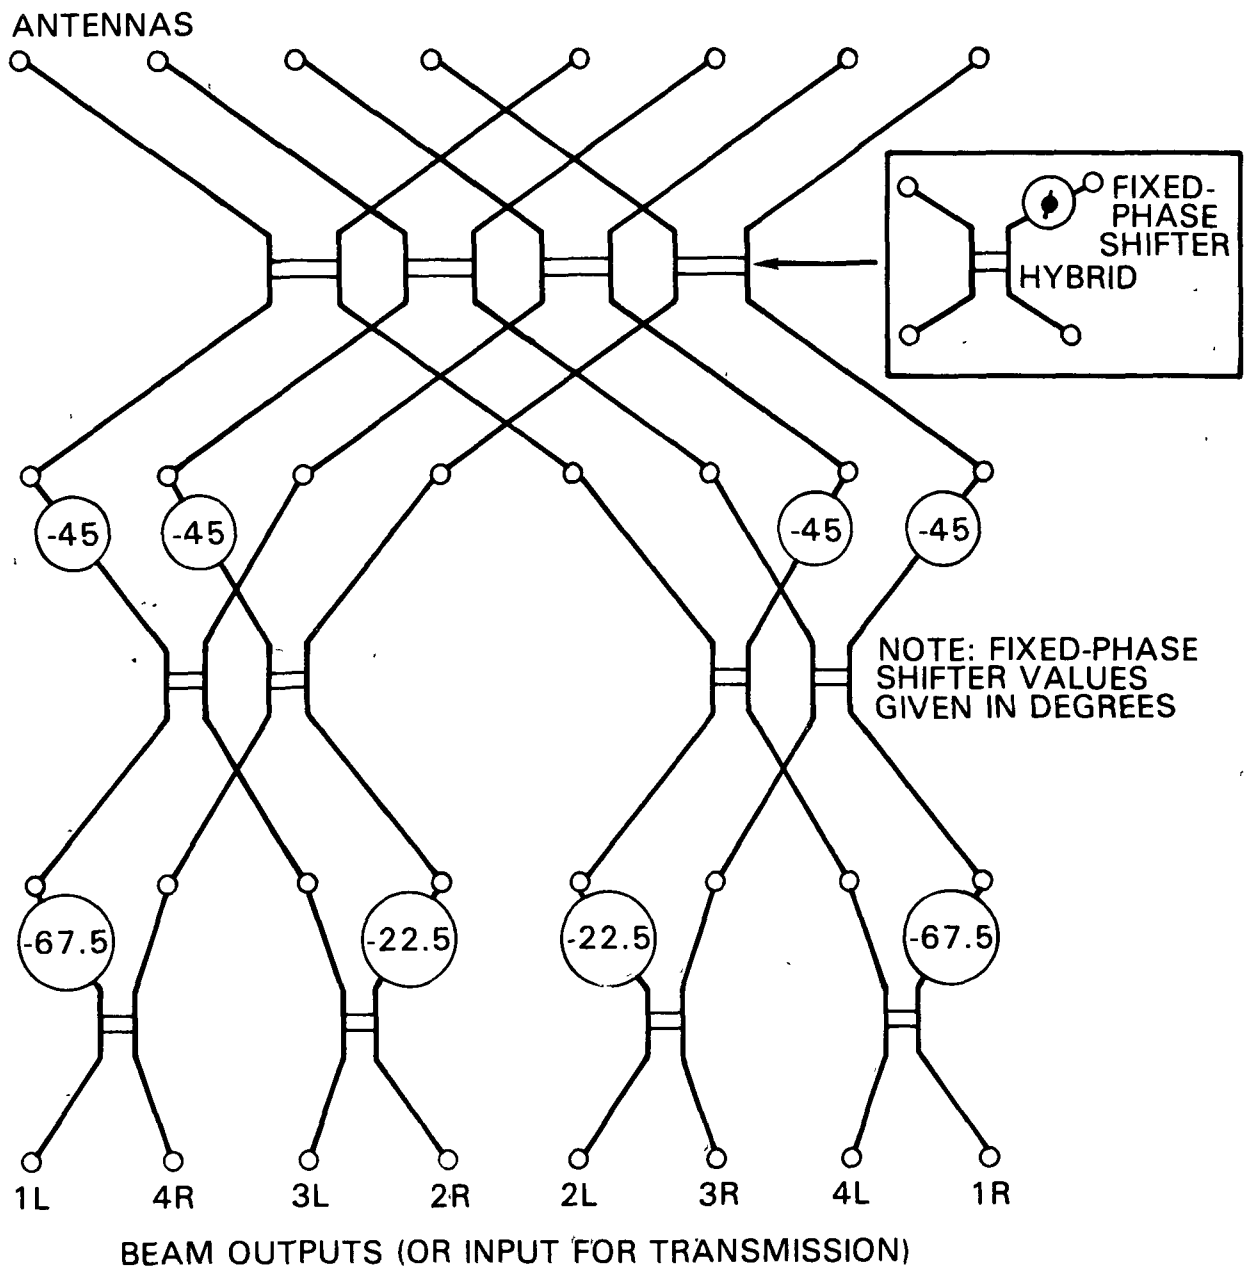 ANTENNAS
ϕ
FIXED-
PHASE
SHIFTER
HYBRID
-45
-45
-45
-45
NOTE: FIXED-PHASE
SHIFTER VALUES
GIVEN IN DEGREES
-67.5
-22.5
-22.5
-67.5
1L 4R 3L 2R 2L 3R 4L 1R
BEAM OUTPUTS (OR INPUT FOR TRANSMISSION)